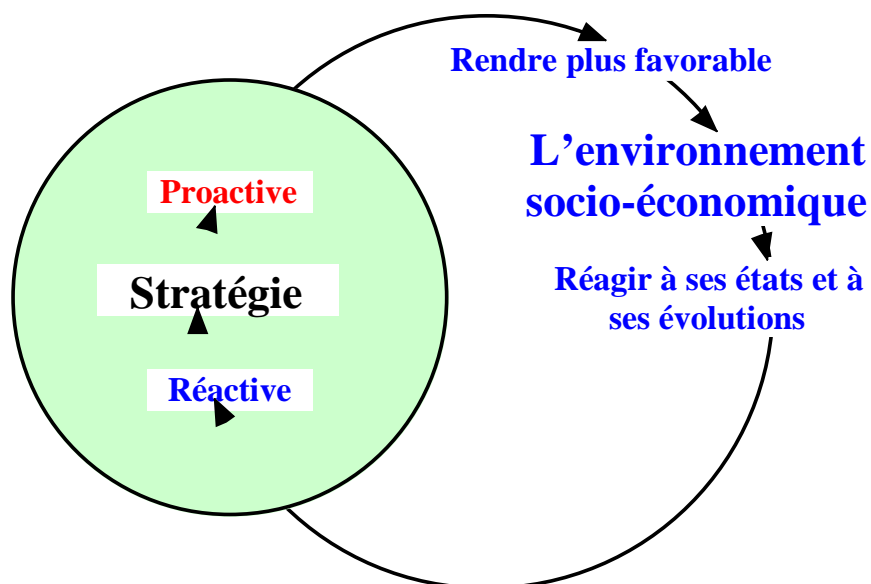 Rendre plus favorable
L’environnement
socio-économique
Réagir à ses états et à
ses évolutions
Proactive
Stratégie
Réactive